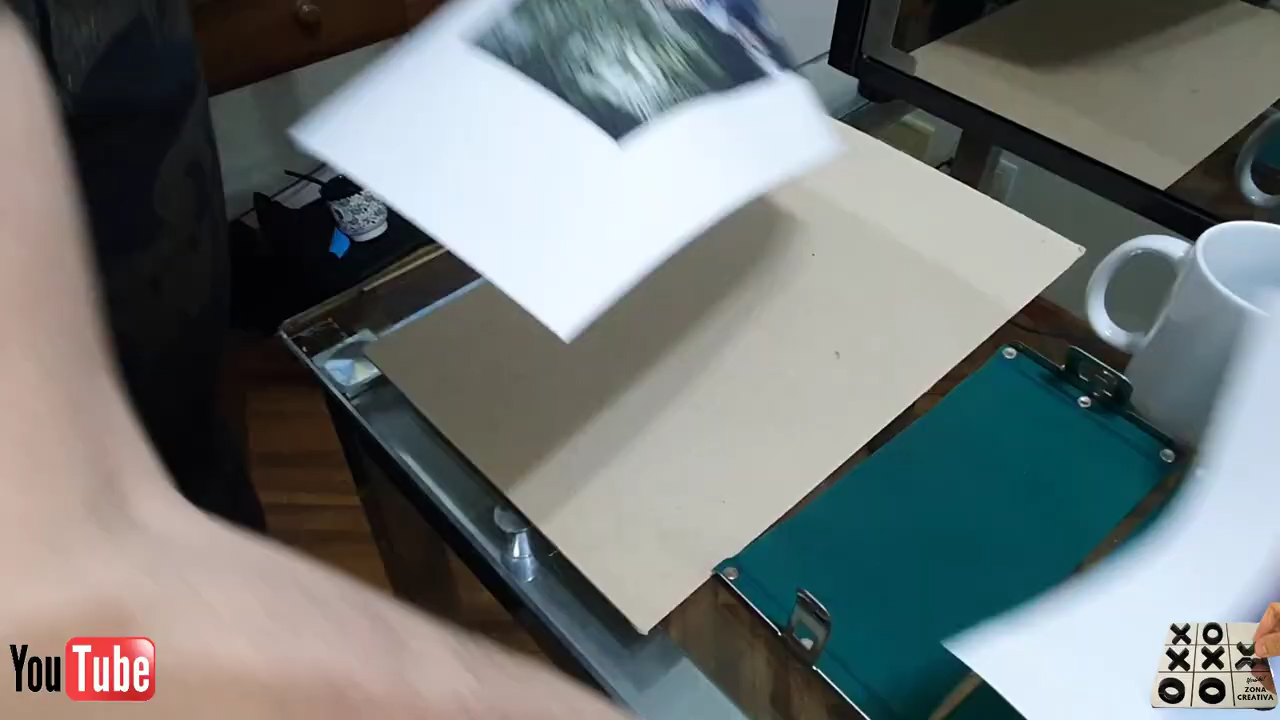 YouTube
X O
X X X
O O
ZONA
CREATIVA